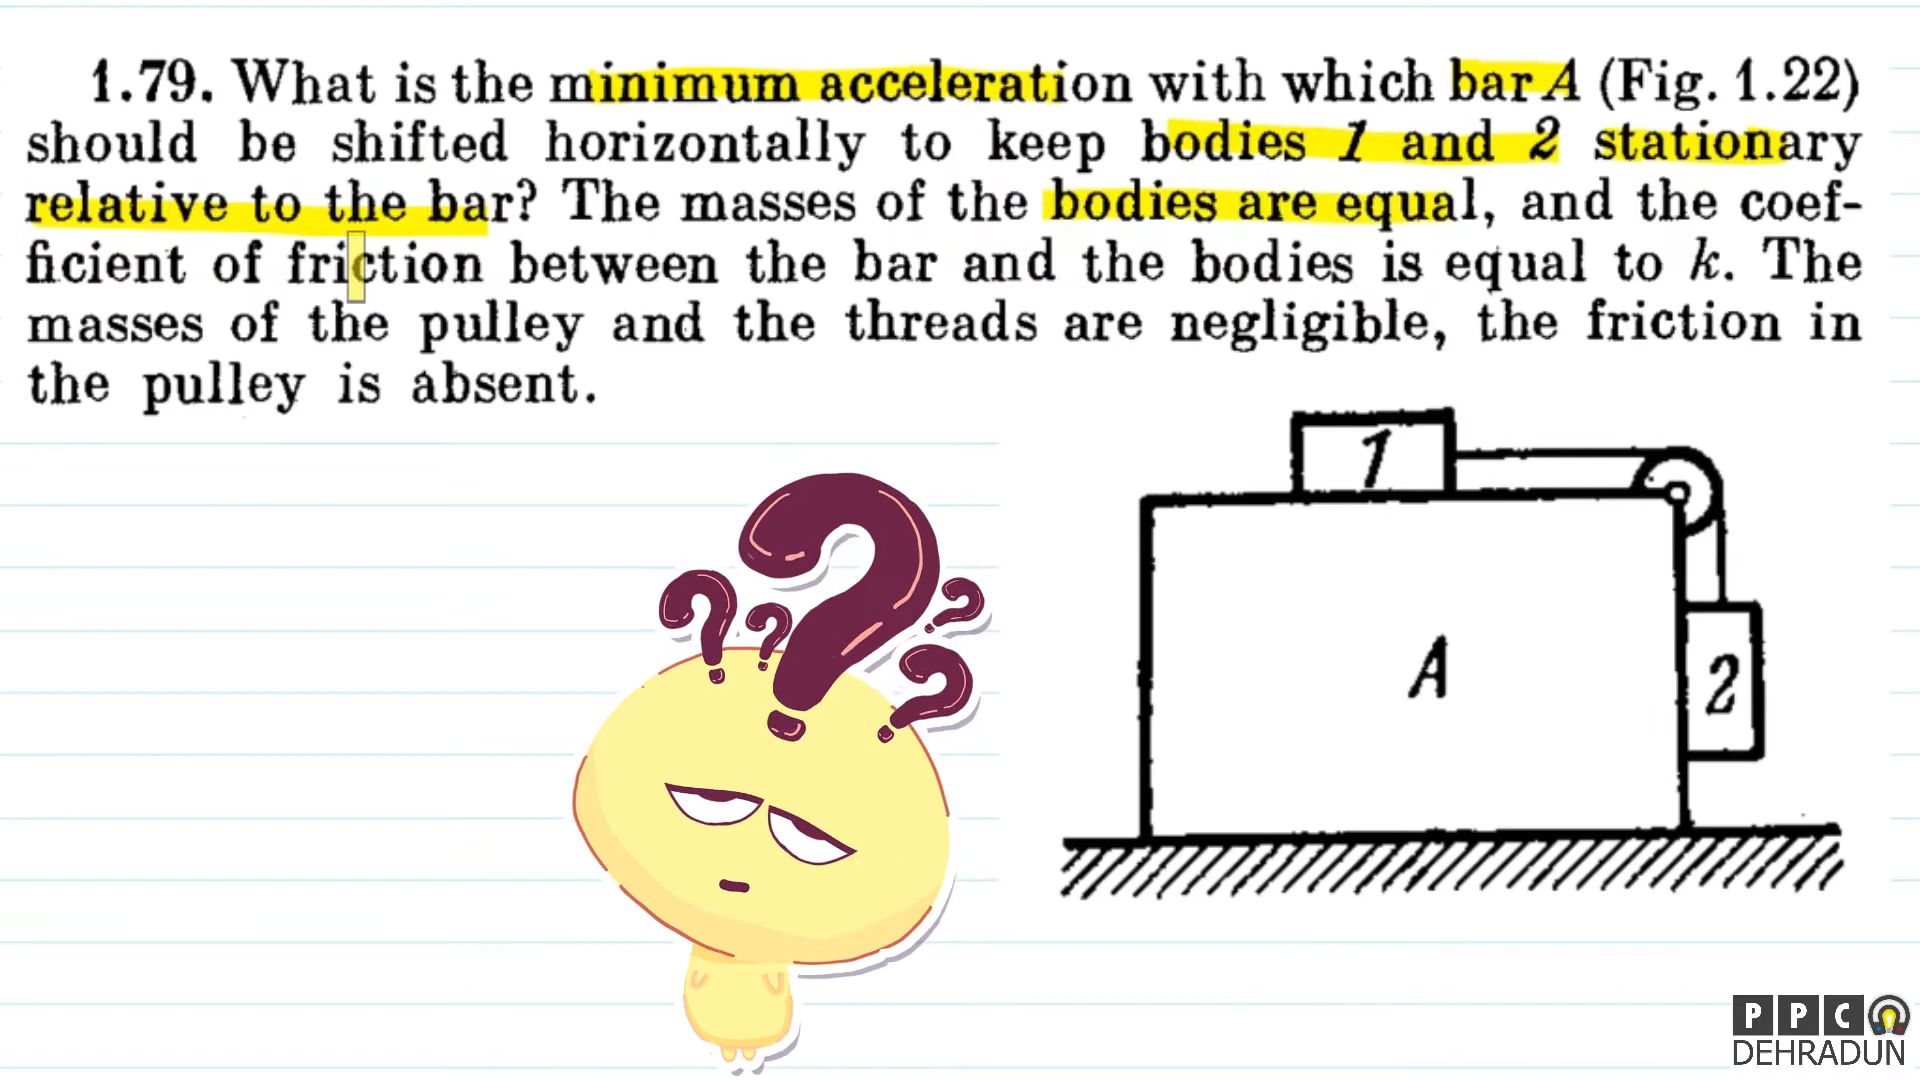 1.79. What is the minimum acceleration with which bar A (Fig. 1.22)
should be shifted horizontally to keep bodies 1 and 2 stationary
relative to the bar? The masses of the bodies are equal, and the coef-
ficient of friction between the bar and the bodies is equal to k. The
masses of the pulley and the threads are negligible, the friction in
the pulley is absent.
1
A
2
? ? ? ? ?
PPC
DEHRADUN